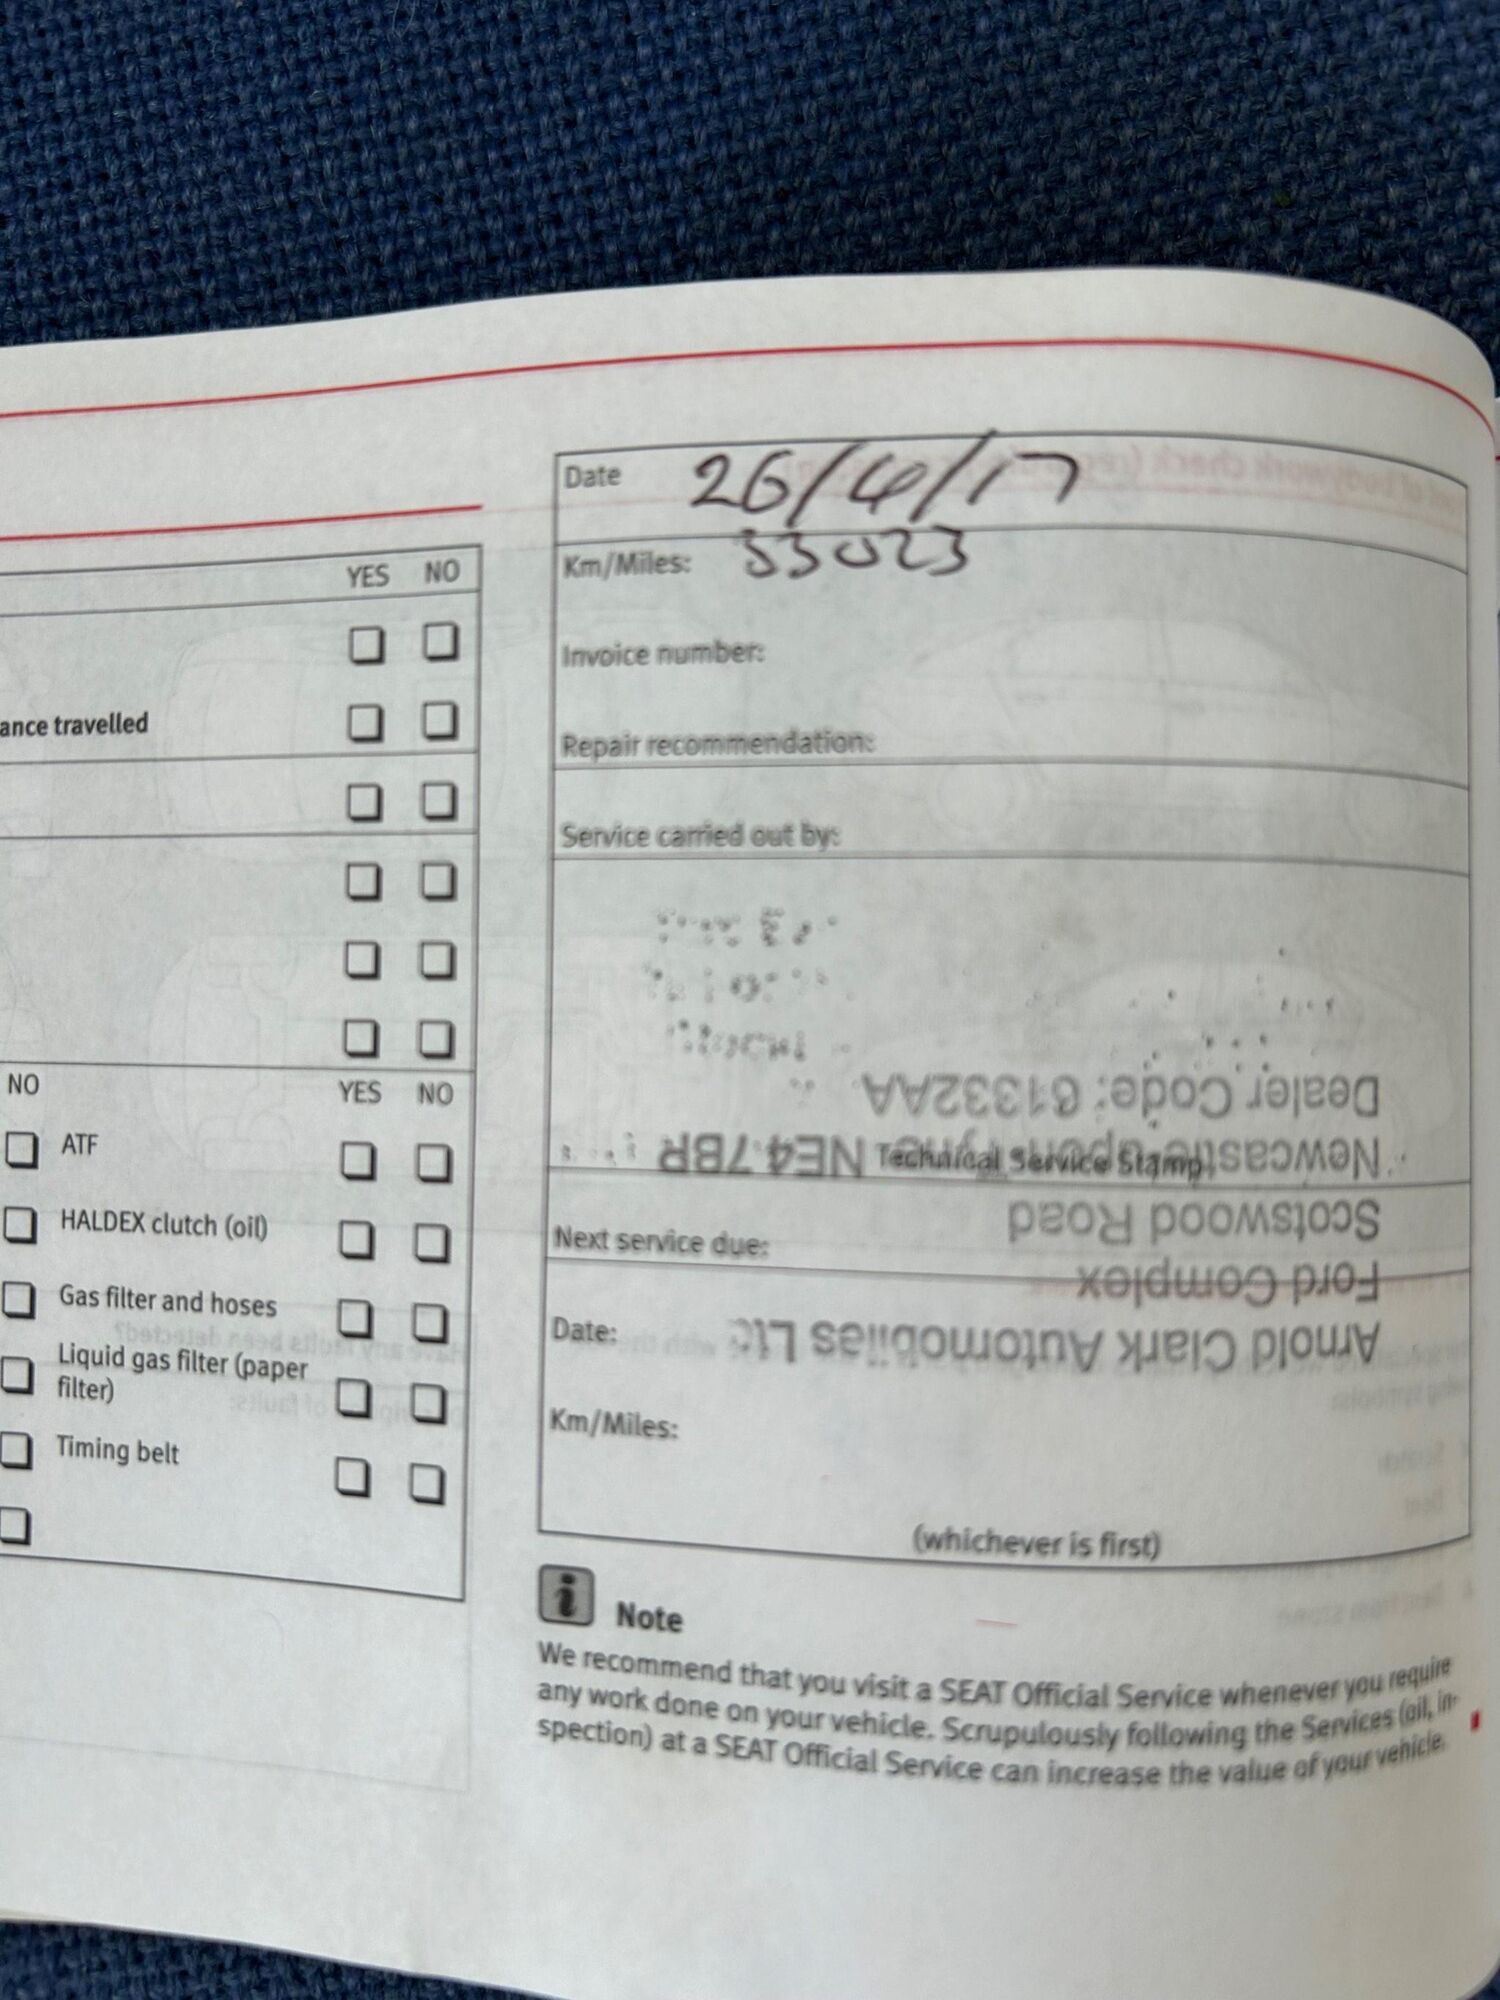 YES NO
ance travelled
NO YES NO
ATF
HALDEX clutch (oil)
Gas filter and hoses
Liquid gas filter (paper
filter)
Timing belt
Date 26/4/17
Km/Miles: 33023
Invoice number:
Repair recommendation:
Service carried out by:
Technical Service Stamp
Arnold Clark Automobiles
Ford Complex
Scotswood Road
Newcastle upon Tyne NE4 7BR
Dealer Code: 61332AA
Next service due:
Date:
Km/Miles:
(whichever is first)
i Note
We recommend that you visit a SEAT Official Service whenever you require
any work done on your vehicle. Scrupulously following the Services (oil, in-
spection) at a SEAT Official Service can increase the value of your vehicle.